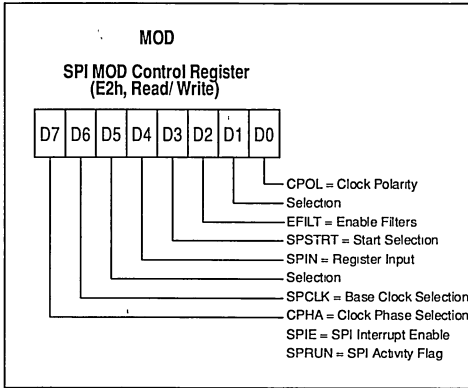 MOD
SPI MOD Control Register
(E2h, Read/ Write)
D7 D6 D5 D4 D3 D2 D1 D0
CPOL = Clock Polarity
Selection
EFILT = Enable Filters
SPSTRT = Start Selection
SPIN = Register Input
Selection
SPCLK = Base Clock Selection
CPHA = Clock Phase Selection
SPIE = SPI Interrupt Enable
SPRUN = SPI Activity Flag